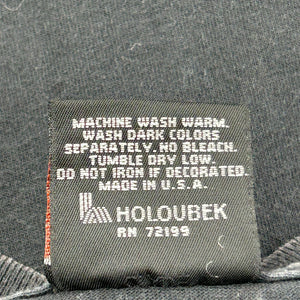 MACHINE WASH WARM.
WASH DARK COLORS
SEPARATELY. NO BLEACH.
TUMBLE DRY LOW.
DO NOT IRON IF DECORATED.
MADE IN U.S.A.
HOLOUBEK
RN 72199